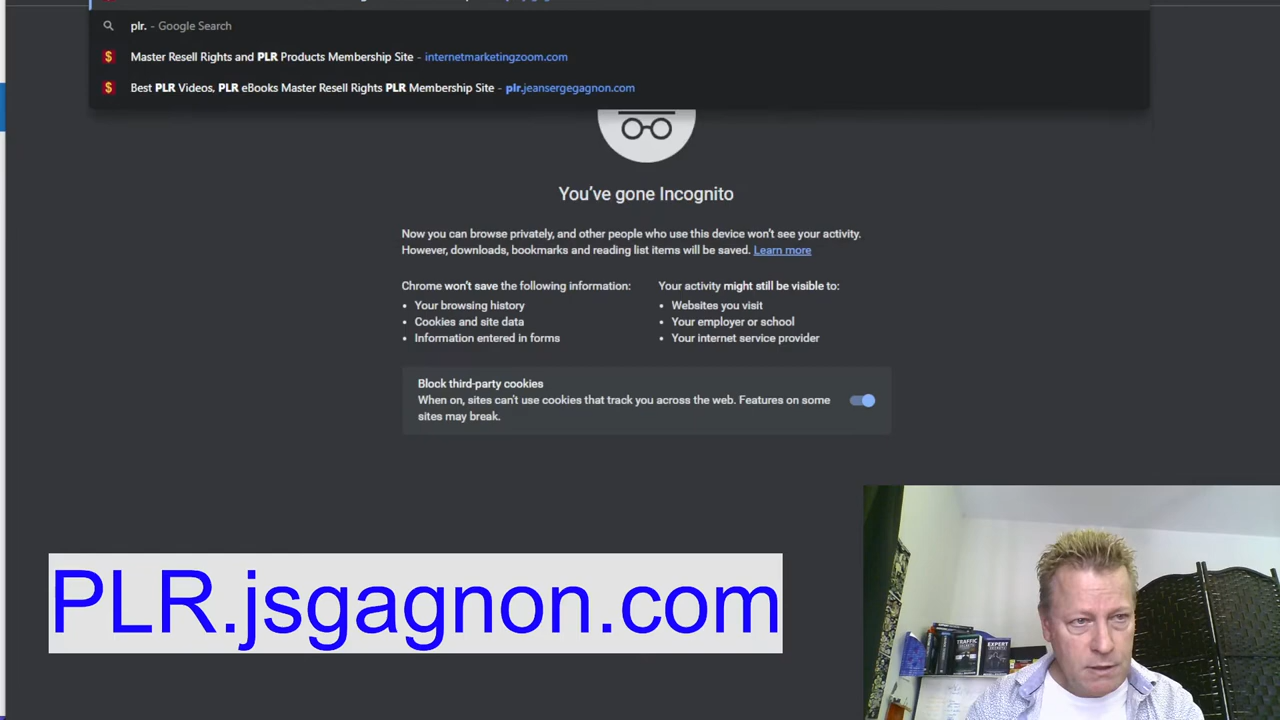 plr. - Google Search
Master Resell Rights and PLR Products Membership Site - internetmarketingzoom.com
Best PLR Videos, PLR eBooks Master Resell Rights PLR Membership Site - plr.jeansergegagnon.com
You've gone Incognito
Now you can browse privately, and other people who use this device won't see your activity.
However, downloads, bookmarks and reading list items will be saved. Learn more
Chrome won't save the following information:
• Your browsing history
• Cookies and site data
• Information entered in forms
Your activity might still be visible to:
• Websites you visit
• Your employer or school
• Your internet service provider
Block third-party cookies
When on, sites can't use cookies that track you across the web. Features on some
sites may break.
PLR.jsgagnon.com
TRAFFIC
SECRETS
EXPERT
SECRETS